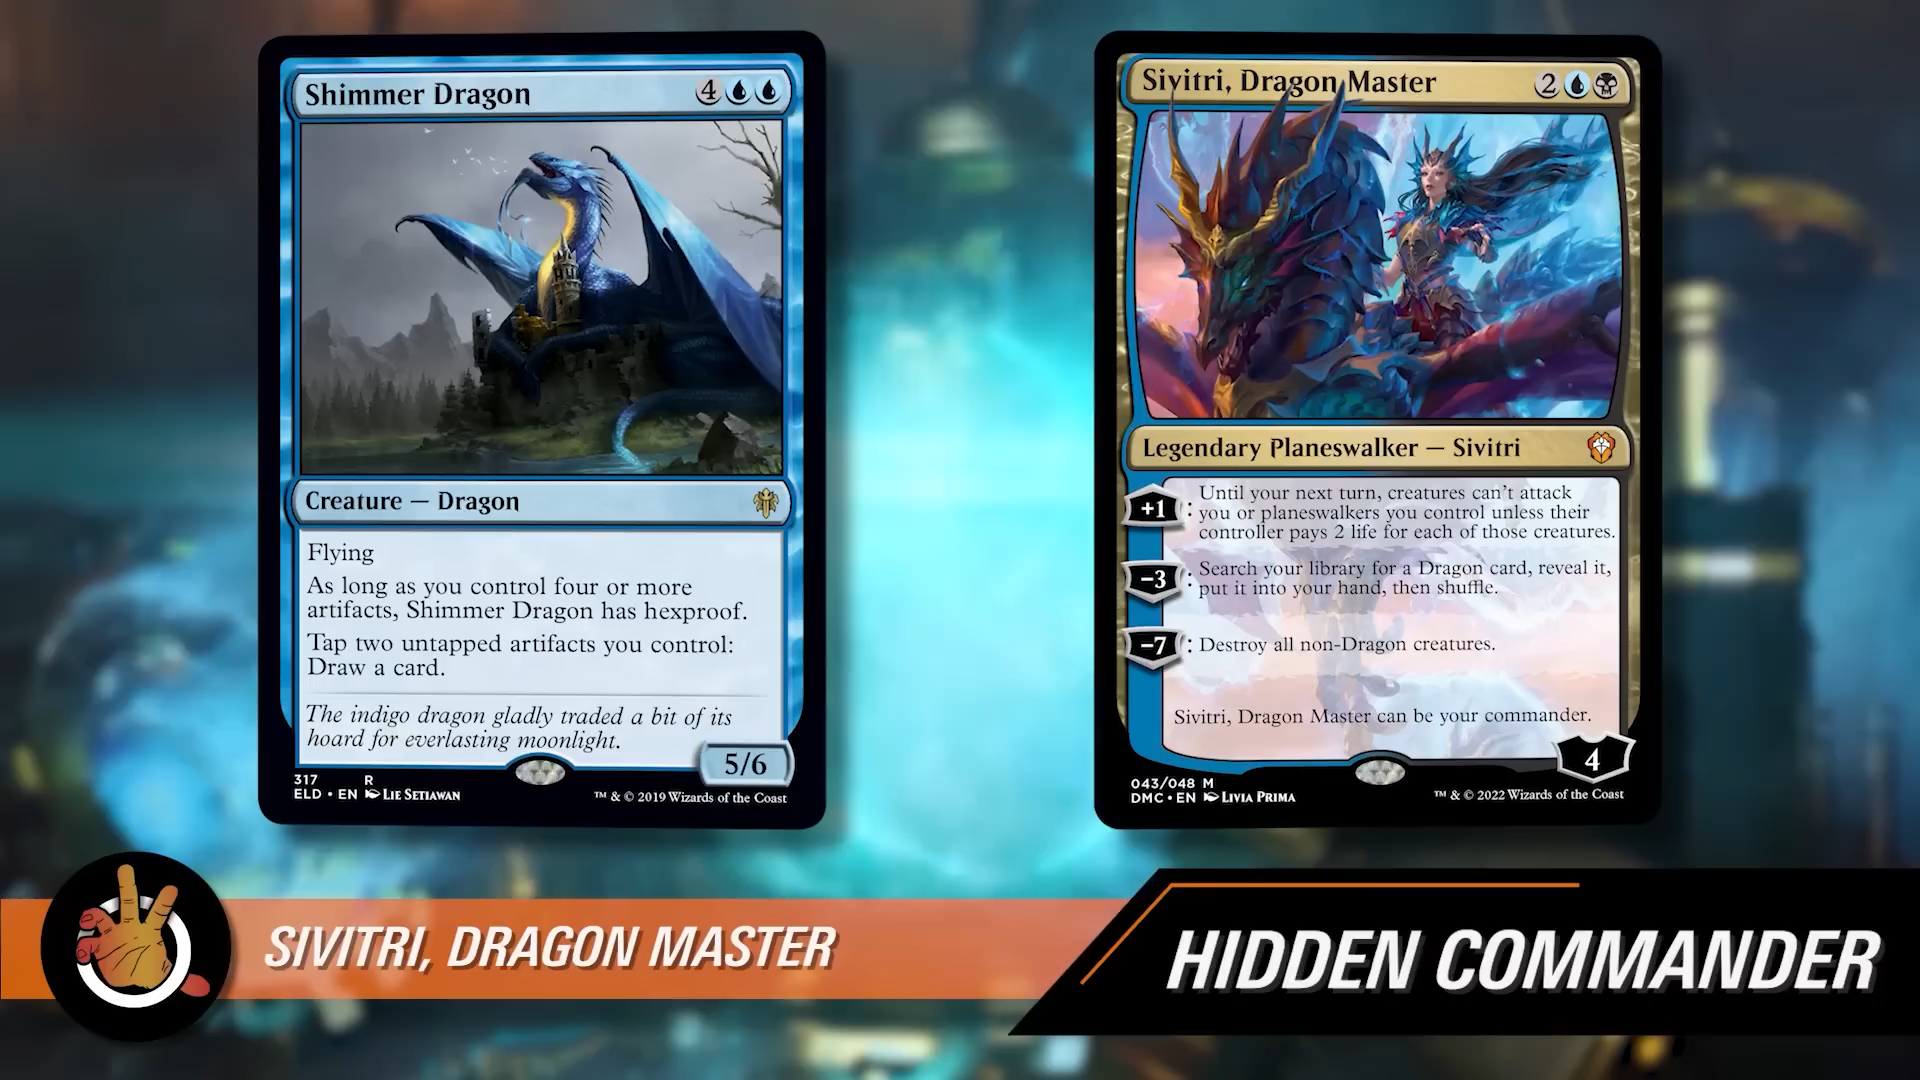 Shimmer Dragon
4
Creature — Dragon
Flying
As long as you control four or more
artifacts, Shimmer Dragon has hexproof.
Tap two untapped artifacts you control:
Draw a card.
The indigo dragon gladly traded a bit of its
hoard for everlasting moonlight.
5/6
317 R
ELD • EN Lie Setiawan
™ & © 2019 Wizards of the Coast
Sivitri, Dragon Master
2
Legendary Planeswalker — Sivitri
+1: Until your next turn, creatures can't attack
you or planeswalkers you control unless their
controller pays 2 life for each of those creatures.
−3: Search your library for a Dragon card, reveal it,
put it into your hand, then shuffle.
−7: Destroy all non-Dragon creatures.
Sivitri, Dragon Master can be your commander.
4
043/048 M
DMC • EN Livia Prima
™ & © 2022 Wizards of the Coast
SIVITRI, DRAGON MASTER
HIDDEN COMMANDER